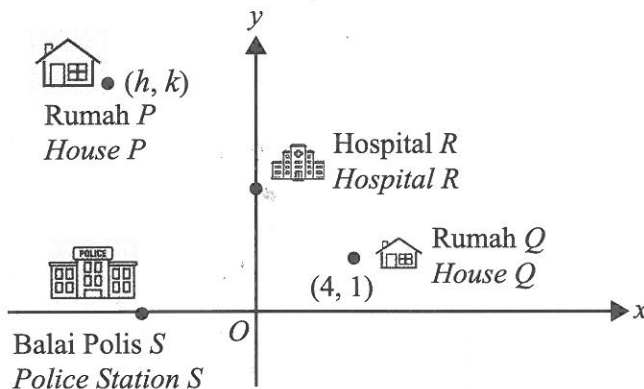 y
(h, k)
Rumah P
House P
Hospital R
Hospital R
POLICE
Rumah Q
House Q
(4, 1)
O
x
Balai Polis S
Police Station S